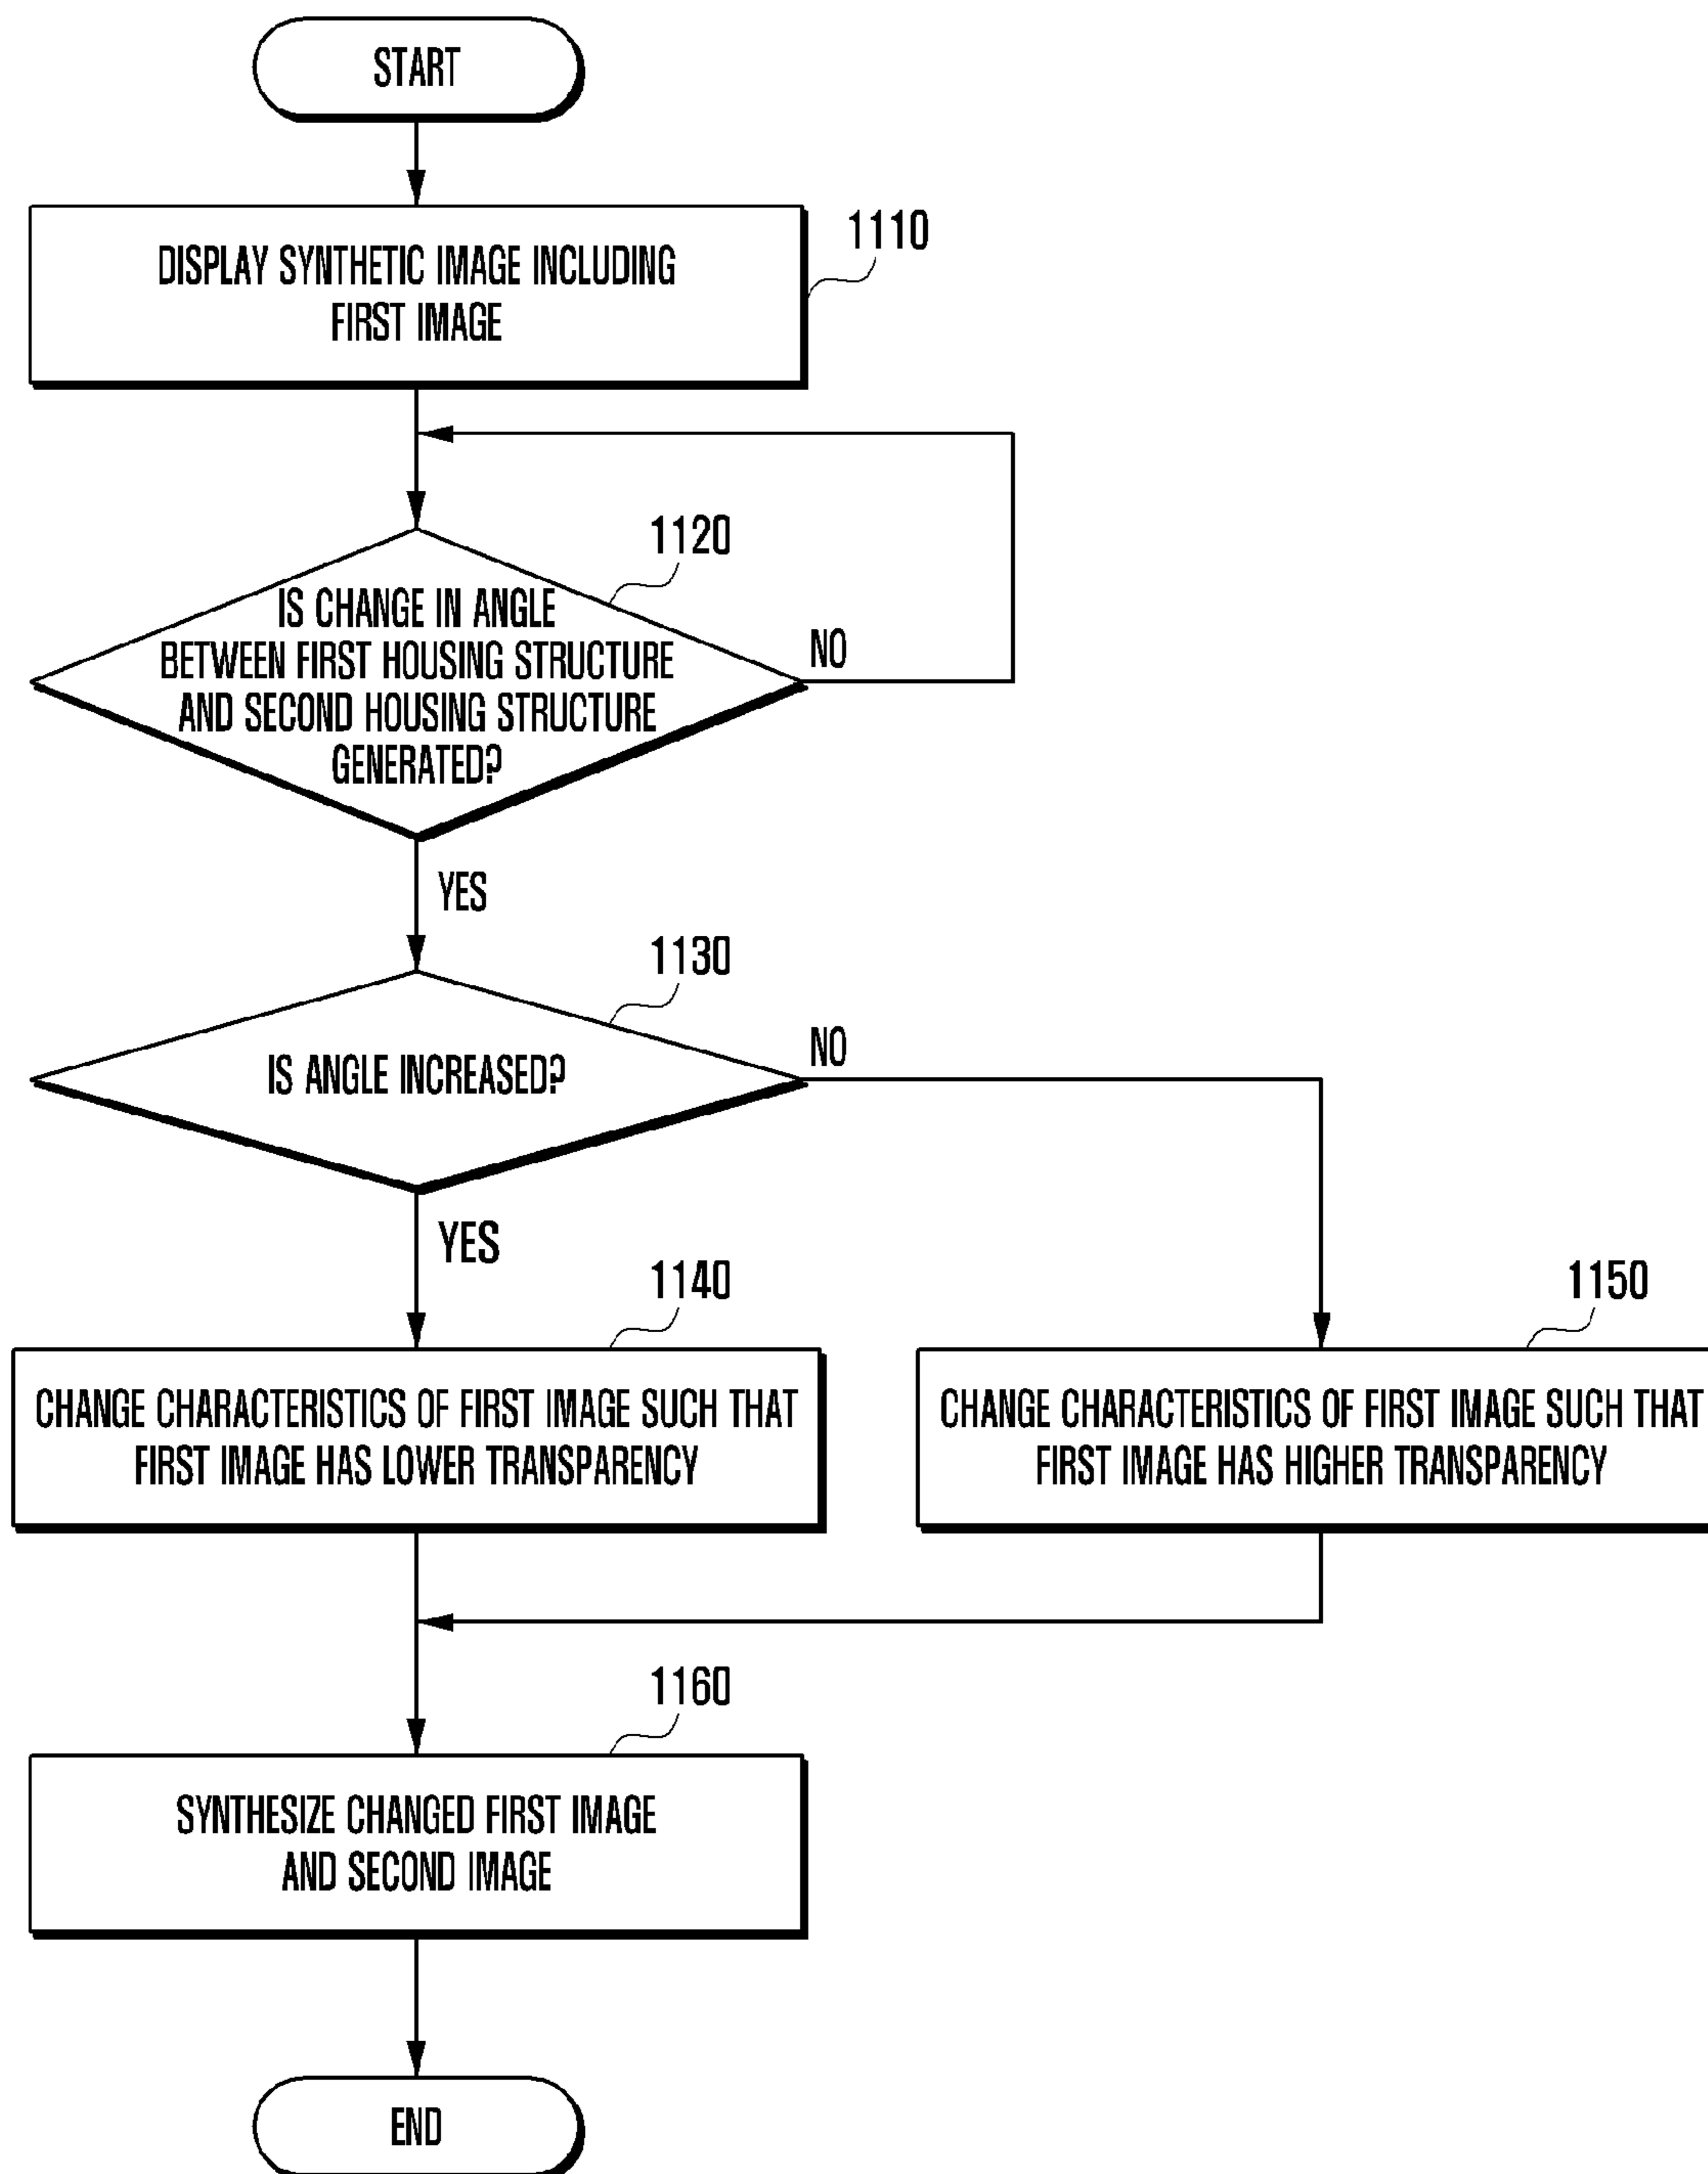 START
DISPLAY SYNTHETIC IMAGE INCLUDING
FIRST IMAGE
1110
1120
IS CHANGE IN ANGLE
BETWEEN FIRST HOUSING STRUCTURE
AND SECOND HOUSING STRUCTURE
GENERATED?
NO
YES
1130
IS ANGLE INCREASED?
NO
YES
1140
CHANGE CHARACTERISTICS OF FIRST IMAGE SUCH THAT
FIRST IMAGE HAS LOWER TRANSPARENCY
1150
CHANGE CHARACTERISTICS OF FIRST IMAGE SUCH THAT
FIRST IMAGE HAS HIGHER TRANSPARENCY
1160
SYNTHESIZE CHANGED FIRST IMAGE
AND SECOND IMAGE
END